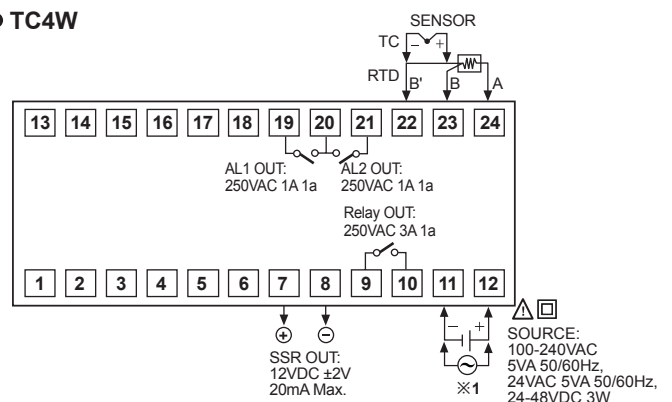 TC4W
SENSOR
TC − +
RTD B' B A
13 14 15 16 17 18 19 20 21 22 23 24
AL1 OUT:
250VAC 1A 1a
AL2 OUT:
250VAC 1A 1a
Relay OUT:
250VAC 3A 1a
1 2 3 4 5 6 7 8 9 10 11 12
+ −
SSR OUT:
12VDC ±2V
20mA Max.
− +
※1
SOURCE:
100-240VAC
5VA 50/60Hz,
24VAC 5VA 50/60Hz,
24-48VDC 3W